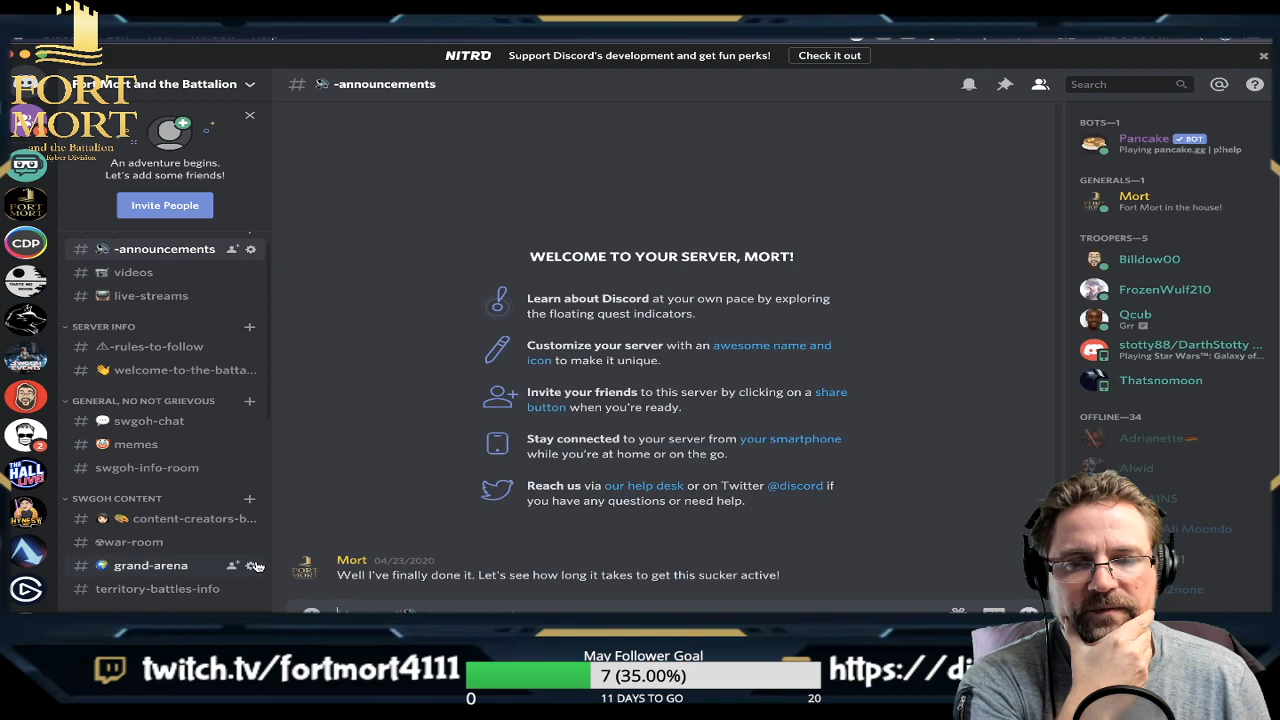 NITRO Support Discord's development and get fun perks! Check it out
FORT
MORT
and the Battalion
Fort Mort and the Battalion
-announcements
Search
An adventure begins.
Let's add some friends!
Invite People
-announcements
videos
live-streams
SERVER INFO
-rules-to-follow
welcome-to-the-batta...
GENERAL, NO NOT GRIEVOUS
swgoh-chat
memes
swgoh-info-room
SWGOH CONTENT
content-creators-b...
war-room
grand-arena
territory-battles-info
CDP
THE
HALL
LIVE!
HYNESY
2
WELCOME TO YOUR SERVER, MORT!
Learn about Discord at your own pace by exploring
the floating quest indicators.
Customize your server with an awesome name and
icon to make it unique.
Invite your friends to this server by clicking on a share
button when you're ready.
Stay connected to your server from your smartphone
while you're at home or on the go.
Reach us via our help desk or on Twitter @discord if
you have any questions or need help.
Mort 04/23/2020
Well I've finally done it. Let's see how long it takes to get this sucker active!
BOTS—1
Pancake BOT
Playing pancake.gg | p!help
GENERALS—1
Mort
Fort Mort in the house!
TROOPERS—5
Billdow00
FrozenWulf210
Qcub
Grr
stotty88/DarthStotty ...
Playing Star Wars™: Galaxy of...
Thatsnomoon
OFFLINE—34
Adrianette
Alwid
Ali Moondo
twitch.tv/fortmort4111
May Follower Goal
7 (35.00%)
0
11 DAYS TO GO
20
https://di